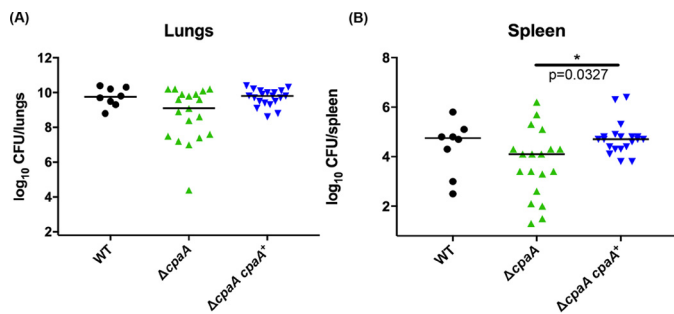 (A)
Lungs
log10 CFU/lungs
12
10
8
6
4
2
WT
ΔcpaA
ΔcpaA cpaA+
(B)
Spleen
*
p=0.0327
log10 CFU/spleen
8
6
4
2
WT
ΔcpaA
ΔcpaA cpaA+